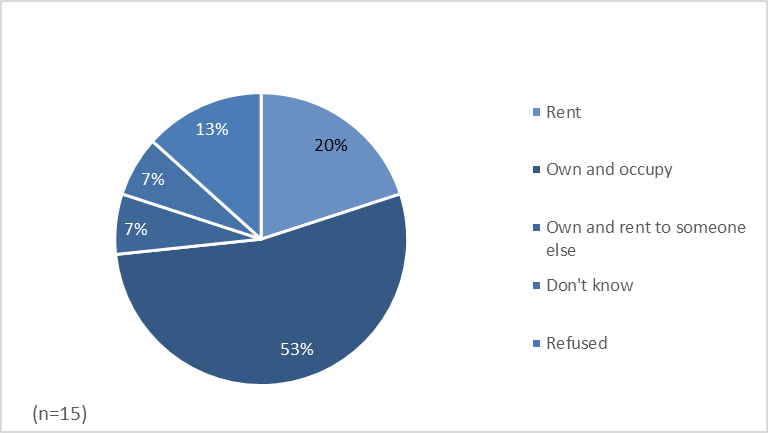 13%
20%
7%
7%
53%
Rent
Own and occupy
Own and rent to someone
else
Don't know
Refused
(n=15)